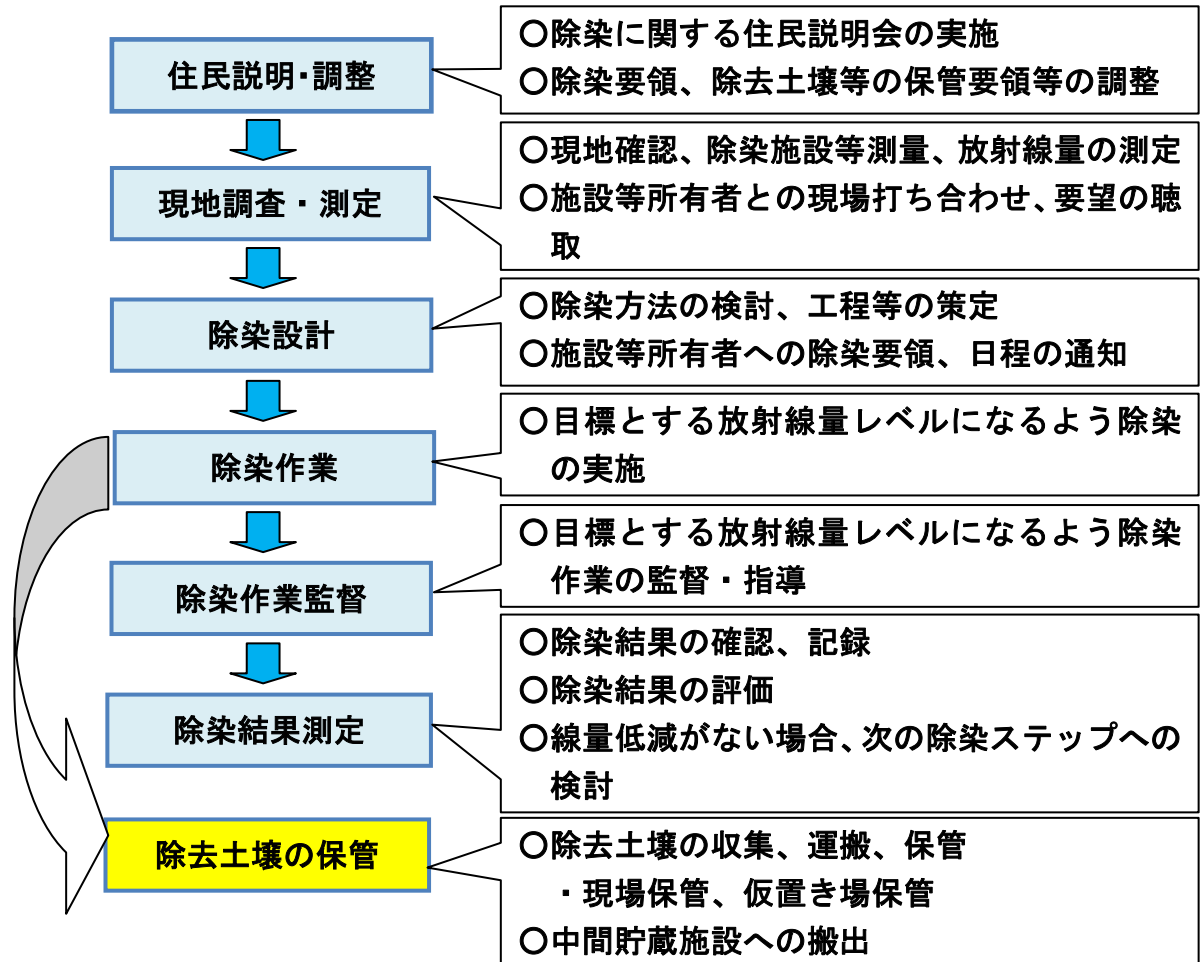 住民説明・調整
○除染に関する住民説明会の実施
○除染要領、除去土壌等の保管要領等の調整
現地調査・測定
○現地確認、除染施設等測量、放射線量の測定
○施設等所有者との現場打ち合わせ、要望の聴
取
除染設計
○除染方法の検討、工程等の策定
○施設等所有者への除染要領、日程の通知
除染作業
○目標とする放射線量レベルになるよう除染
の実施
除染作業監督
○目標とする放射線量レベルになるよう除染
作業の監督・指導
除染結果測定
○除染結果の確認、記録
○除染結果の評価
○線量低減がない場合、次の除染ステップへの
検討
除去土壌の保管
○除去土壌の収集、運搬、保管
・現場保管、仮置き場保管
○中間貯蔵施設への搬出